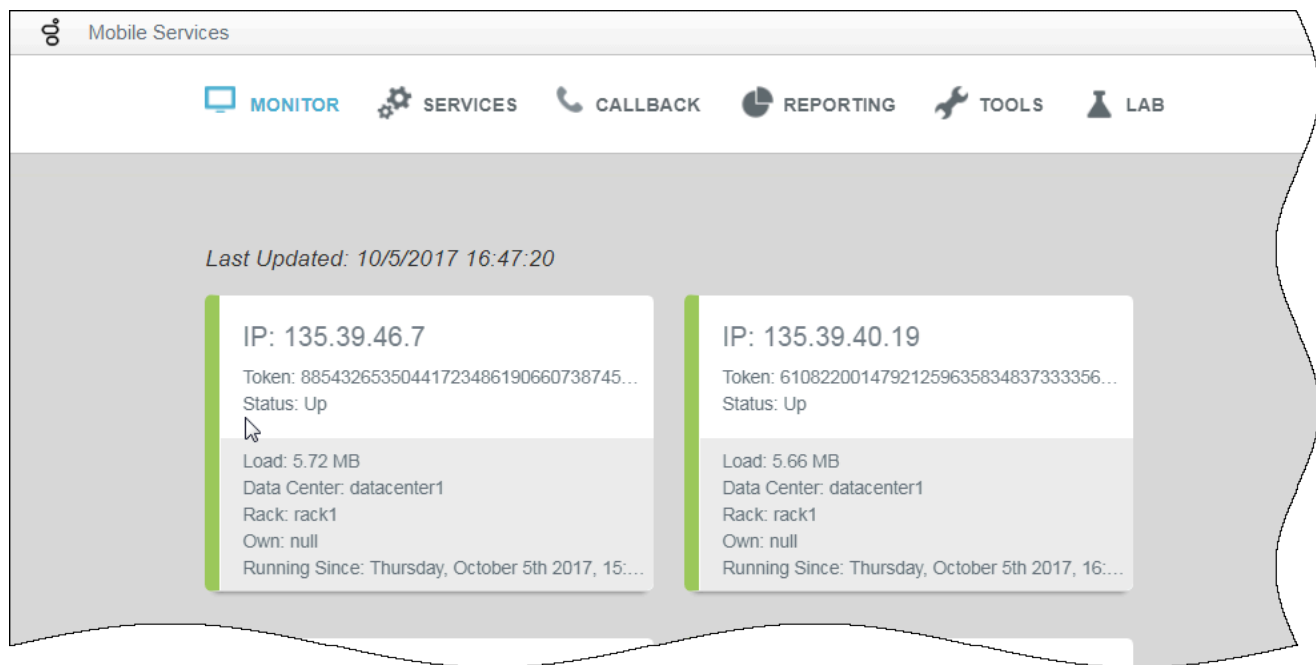 Mobile Services
MONITOR SERVICES CALLBACK REPORTING TOOLS LAB
Last Updated: 10/5/2017 16:47:20
IP: 135.39.46.7
Token: 88543265350441723486190660738745...
Status: Up
Load: 5.72 MB
Data Center: datacenter1
Rack: rack1
Own: null
Running Since: Thursday, October 5th 2017, 15:...
IP: 135.39.40.19
Token: 61082200147921259635834837333356...
Status: Up
Load: 5.66 MB
Data Center: datacenter1
Rack: rack1
Own: null
Running Since: Thursday, October 5th 2017, 16:...